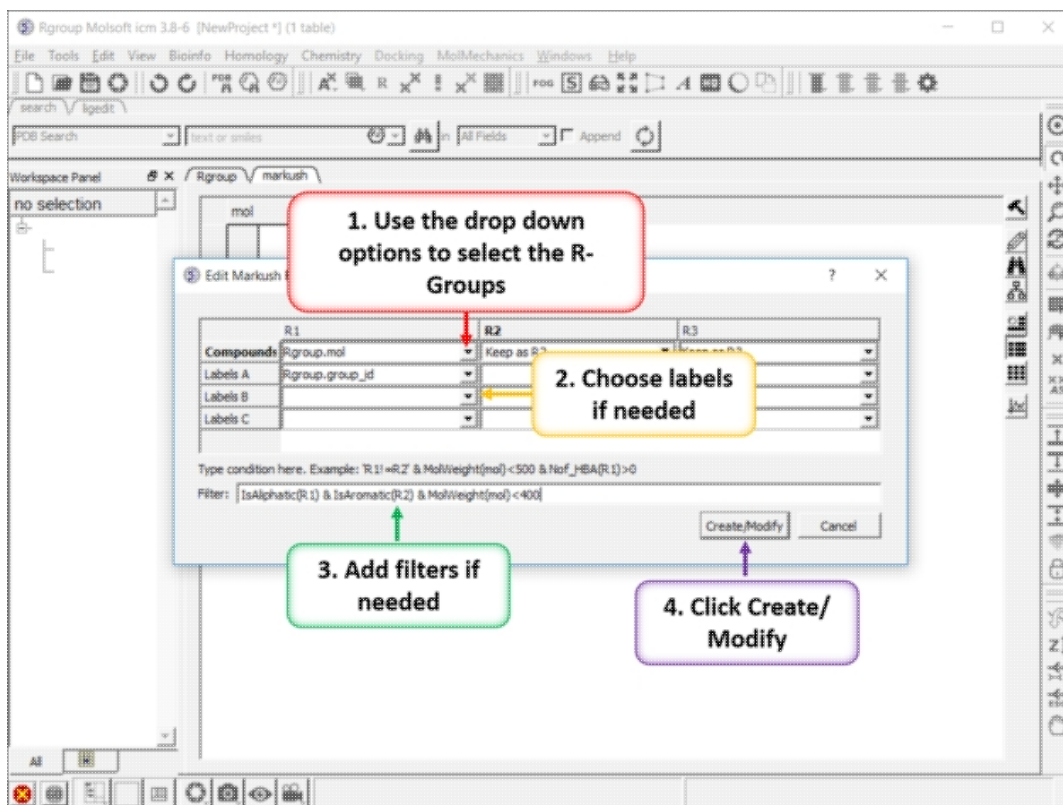 Rgroup Molsoft icm 3.8-6 [NewProject *] (1 table)
File Tools Edit View Bioinfo Homology Chemistry Docking MolMechanics Windows Help
search ligedit
PDB Search text or smiles in All Fields Append
Workspace Panel Rgroup markush
no selection
mol
1. Use the drop down
options to select the R-
Groups
Edit Markush
R1 R2 R3
Compounds Rgroup.mol Keep as R2
Labels A Rgroup.group_id
Labels B
Labels C
2. Choose labels
if needed
Type condition here. Example: 'R1!=R2' & MolWeight(mol)<500 & Nof_HBA(R1)>0
Filter: IsAliphatic(R1) & IsAromatic(R2) & MolWeight(mol)<400
Create/Modify Cancel
3. Add filters if
needed
4. Click Create/
Modify
All